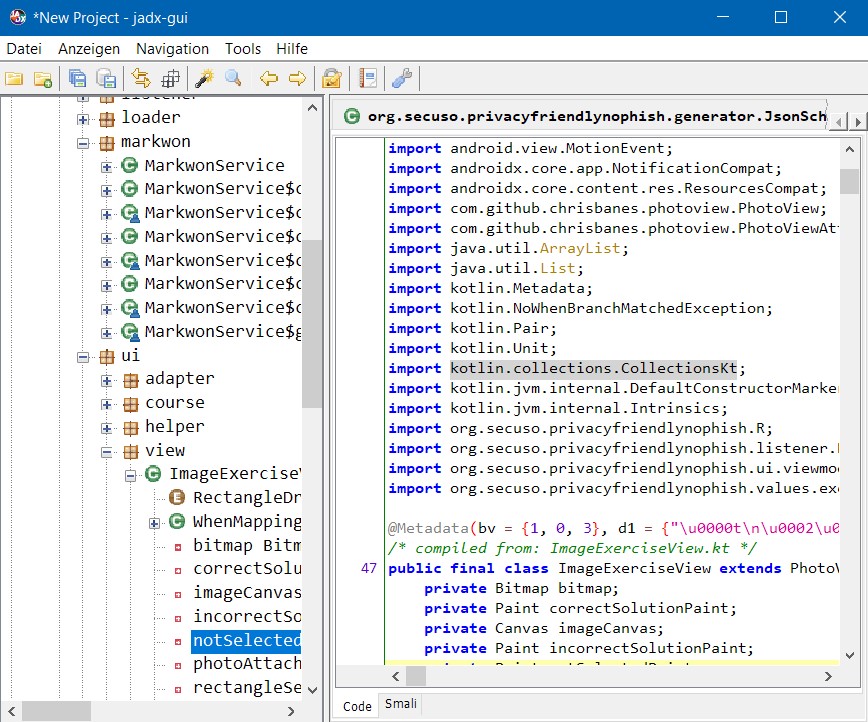 *New Project - jadx-gui
Datei Anzeigen Navigation Tools Hilfe
listener
loader
markwon
MarkwonService
MarkwonService$c
MarkwonService$c
MarkwonService$c
MarkwonService$c
MarkwonService$c
MarkwonService$c
MarkwonService$g
ui
adapter
course
helper
view
ImageExerciseV
RectangleDr
WhenMapping
bitmap Bitm
correctSolu
imageCanvas
incorrectSo
notSelected
photoAttach
rectangleSe
org.secuso.privacyfriendlynophish.generator.JsonSch
import android.view.MotionEvent;
import androidx.core.app.NotificationCompat;
import androidx.core.content.res.ResourcesCompat;
import com.github.chrisbanes.photoview.PhotoView;
import com.github.chrisbanes.photoview.PhotoViewAt
import java.util.ArrayList;
import java.util.List;
import kotlin.Metadata;
import kotlin.NoWhenBranchMatchedException;
import kotlin.Pair;
import kotlin.Unit;
import kotlin.collections.CollectionsKt;
import kotlin.jvm.internal.DefaultConstructorMarke
import kotlin.jvm.internal.Intrinsics;
import org.secuso.privacyfriendlynophish.R;
import org.secuso.privacyfriendlynophish.listener.
import org.secuso.privacyfriendlynophish.ui.viewmo
import org.secuso.privacyfriendlynophish.values.exe
@Metadata(bv = {1, 0, 3}, d1 = {"\u0000t\n\u0002\u0
/* compiled from: ImageExerciseView.kt */
47 public final class ImageExerciseView extends PhotoV
private Bitmap bitmap;
private Paint correctSolutionPaint;
private Canvas imageCanvas;
private Paint incorrectSolutionPaint;
Code Smali